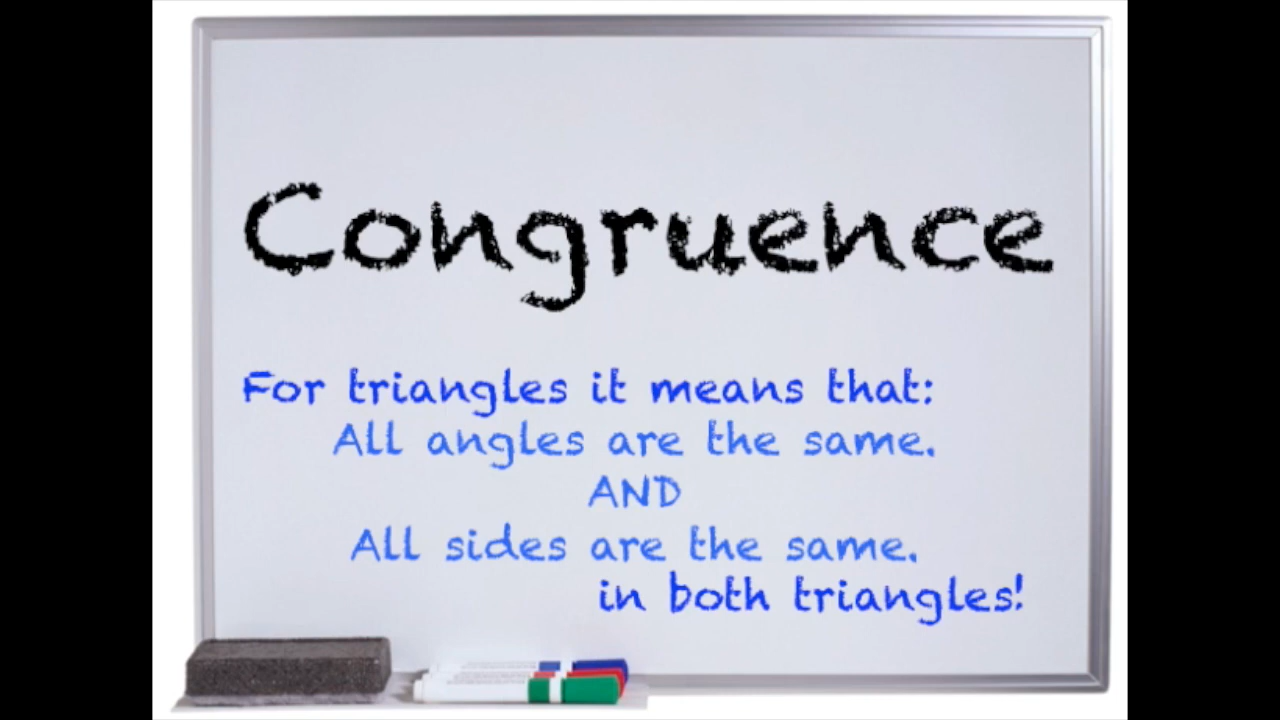 Congruence
For triangles it means that:
All angles are the same.
AND
All sides are the same.
in both triangles!